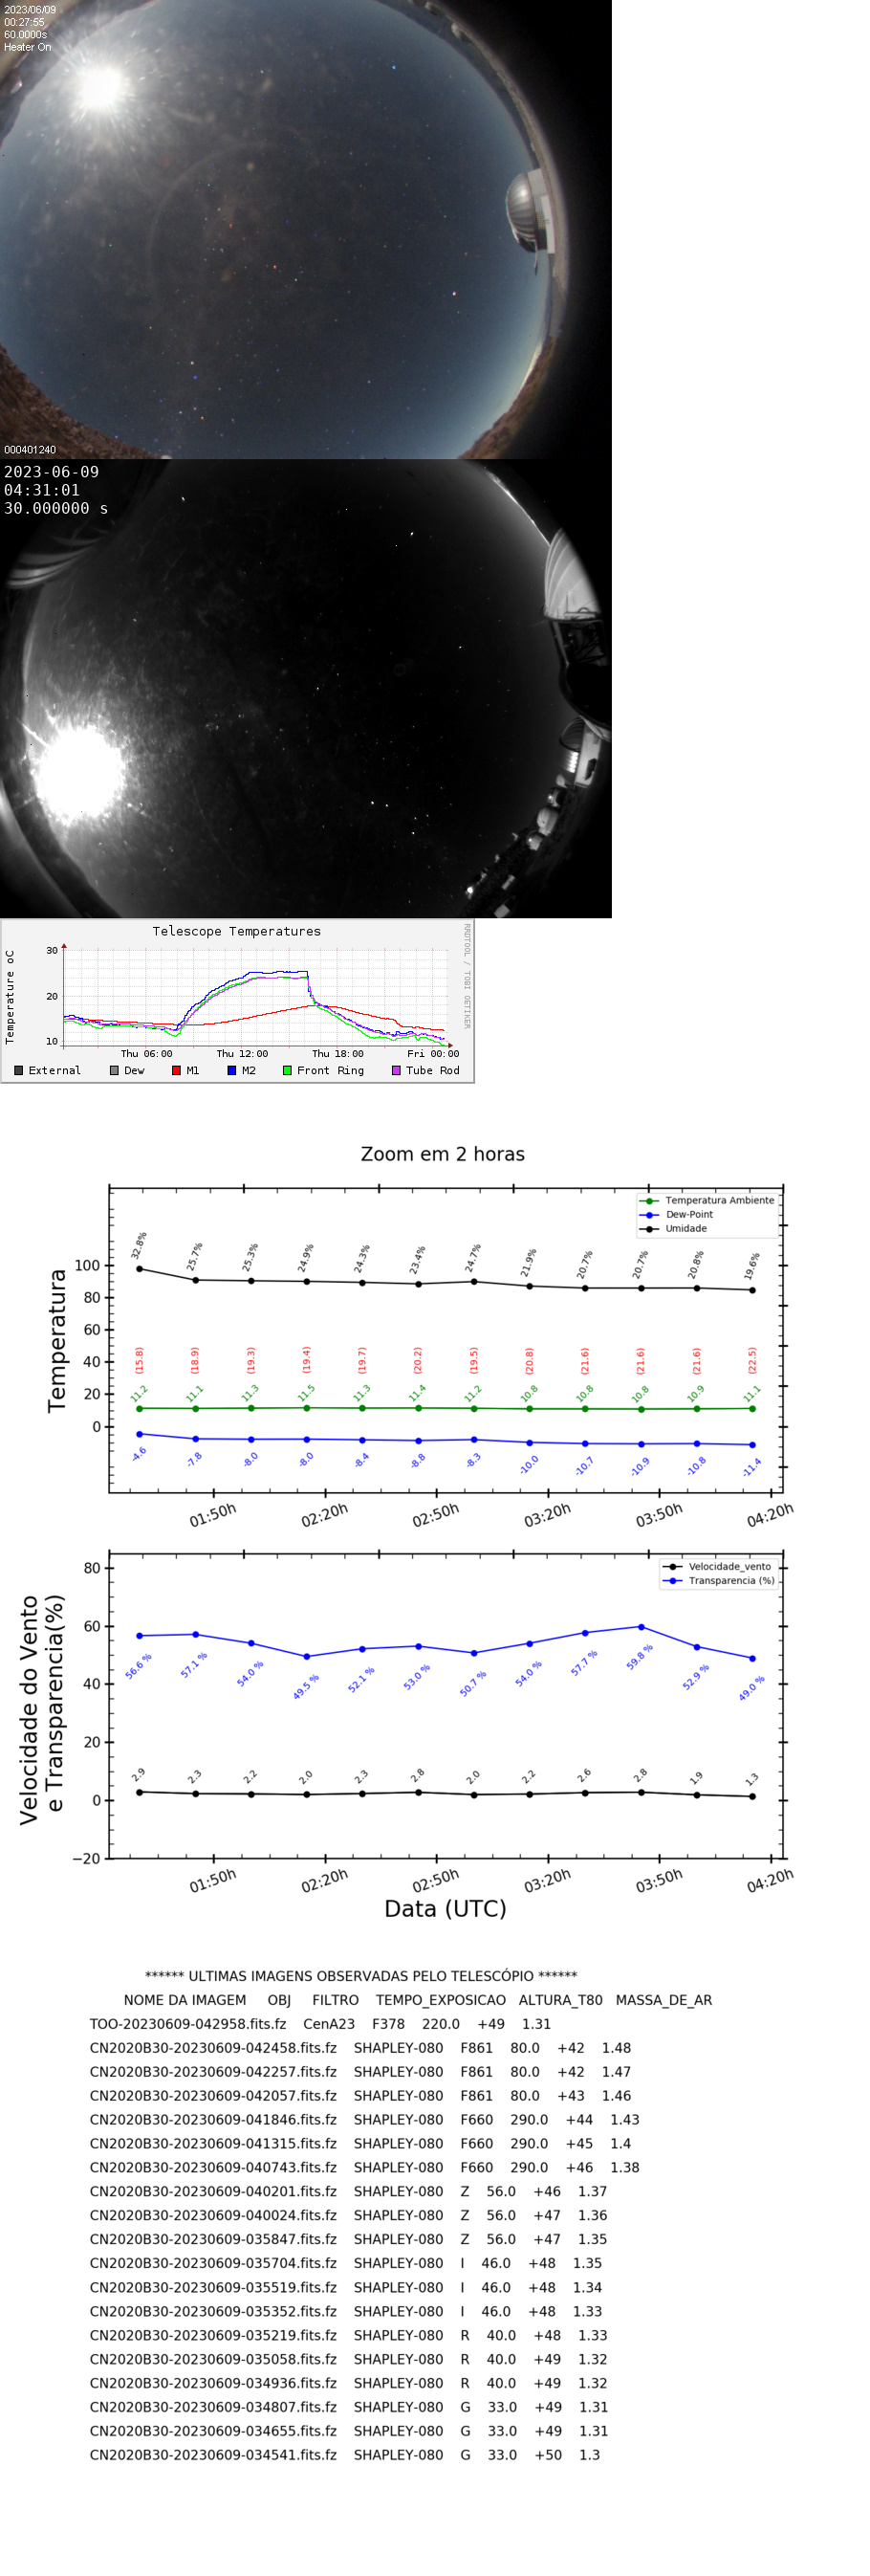 2023/06/09
00:27:55
60.0000s
Heater On
000401240
2023-06-09
04:31:01
30.000000 s
Telescope Temperatures
RRDTOOL / TOBI OETIKER
Temperature oC
30
20
10
Thu 06:00 Thu 12:00 Thu 18:00 Fri 00:00
External Dew M1 M2 Front Ring Tube Rod
Zoom em 2 horas
Temperatura Ambiente
Dew-Point
Umidade
Temperatura
100
80
60
40
20
0
32.8% 25.7% 25.3% 24.9% 24.3% 23.4% 24.7% 21.9% 20.7% 20.7% 20.8% 19.6%
(15.8) (18.9) (19.3) (19.4) (19.7) (20.2) (19.5) (20.8) (21.6) (21.6) (21.6) (22.5)
11.2 11.1 11.3 11.5 11.3 11.4 11.2 10.8 10.8 10.8 10.9 11.1
-4.6 -7.8 -8.0 -8.0 -8.4 -8.8 -8.3 -10.0 -10.7 -10.9 -10.8 -11.4
01:50h 02:20h 02:50h 03:20h 03:50h 04:20h
Velocidade_vento
Transparencia (%)
Velocidade do Vento
e Transparencia(%)
80
60
40
20
0
−20
56.6 % 57.1 % 54.0 % 49.5 % 52.1 % 53.0 % 50.7 % 54.0 % 57.7 % 59.8 % 52.9 % 49.0 %
2.9 2.3 2.2 2.0 2.3 2.8 2.0 2.2 2.6 2.8 1.9 1.3
01:50h 02:20h 02:50h 03:20h 03:50h 04:20h
Data (UTC)
****** ULTIMAS IMAGENS OBSERVADAS PELO TELESCÓPIO ******
NOME DA IMAGEM OBJ FILTRO TEMPO_EXPOSICAO ALTURA_T80 MASSA_DE_AR
TOO-20230609-042958.fits.fz CenA23 F378 220.0 +49 1.31
CN2020B30-20230609-042458.fits.fz SHAPLEY-080 F861 80.0 +42 1.48
CN2020B30-20230609-042257.fits.fz SHAPLEY-080 F861 80.0 +42 1.47
CN2020B30-20230609-042057.fits.fz SHAPLEY-080 F861 80.0 +43 1.46
CN2020B30-20230609-041846.fits.fz SHAPLEY-080 F660 290.0 +44 1.43
CN2020B30-20230609-041315.fits.fz SHAPLEY-080 F660 290.0 +45 1.4
CN2020B30-20230609-040743.fits.fz SHAPLEY-080 F660 290.0 +46 1.38
CN2020B30-20230609-040201.fits.fz SHAPLEY-080 Z 56.0 +46 1.37
CN2020B30-20230609-040024.fits.fz SHAPLEY-080 Z 56.0 +47 1.36
CN2020B30-20230609-035847.fits.fz SHAPLEY-080 Z 56.0 +47 1.35
CN2020B30-20230609-035704.fits.fz SHAPLEY-080 I 46.0 +48 1.35
CN2020B30-20230609-035519.fits.fz SHAPLEY-080 I 46.0 +48 1.34
CN2020B30-20230609-035352.fits.fz SHAPLEY-080 I 46.0 +48 1.33
CN2020B30-20230609-035219.fits.fz SHAPLEY-080 R 40.0 +48 1.33
CN2020B30-20230609-035058.fits.fz SHAPLEY-080 R 40.0 +49 1.32
CN2020B30-20230609-034936.fits.fz SHAPLEY-080 R 40.0 +49 1.32
CN2020B30-20230609-034807.fits.fz SHAPLEY-080 G 33.0 +49 1.31
CN2020B30-20230609-034655.fits.fz SHAPLEY-080 G 33.0 +49 1.31
CN2020B30-20230609-034541.fits.fz SHAPLEY-080 G 33.0 +50 1.3